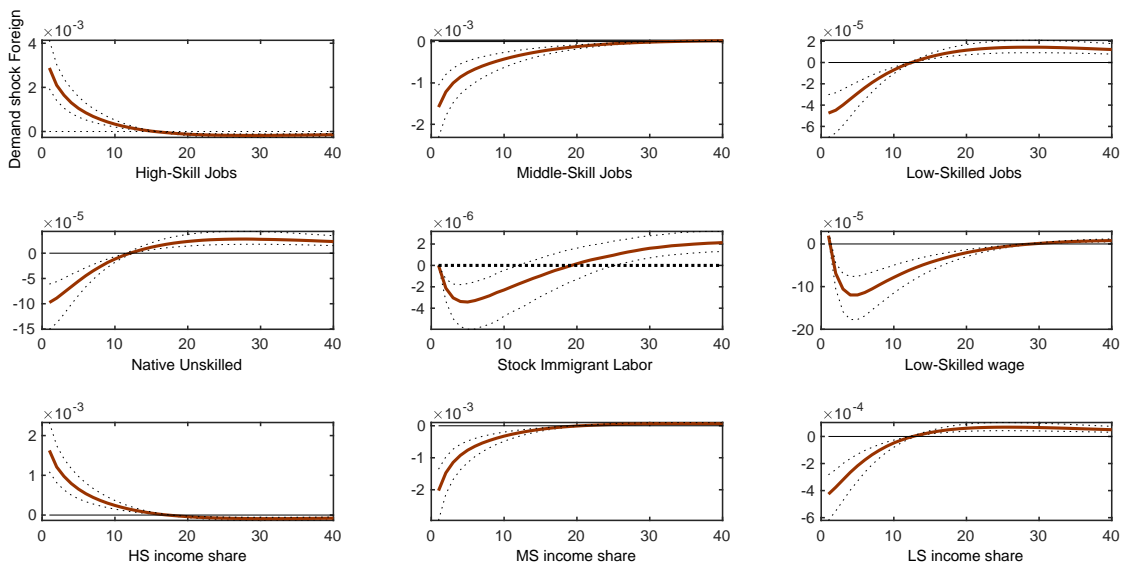 Demand shock Foreign
×10-3
4
2
0
0 10 20 30 40
High-Skill Jobs
×10-3
0
-1
-2
0 10 20 30 40
Middle-Skill Jobs
×10-5
2
0
-2
-4
-6
0 10 20 30 40
Low-Skilled Jobs
×10-5
0
-5
-10
-15
0 10 20 30 40
Native Unskilled
×10-6
2
0
-2
-4
0 10 20 30 40
Stock Immigrant Labor
×10-5
0
-10
-20
0 10 20 30 40
Low-Skilled wage
×10-3
2
1
0
0 10 20 30 40
HS income share
×10-3
0
-1
-2
0 10 20 30 40
MS income share
×10-4
0
-2
-4
-6
0 10 20 30 40
LS income share